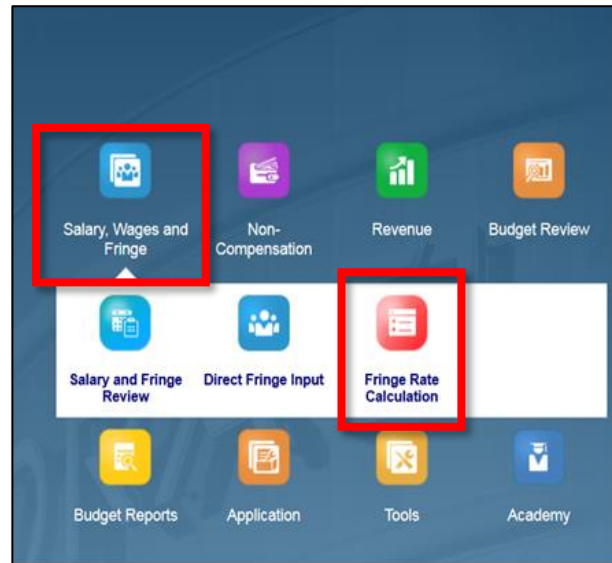 Salary, Wages and
Fringe
Non-
Compensation
Revenue
Budget Review
Salary and Fringe
Review
Direct Fringe Input
Fringe Rate
Calculation
Budget Reports
Application
Tools
Academy